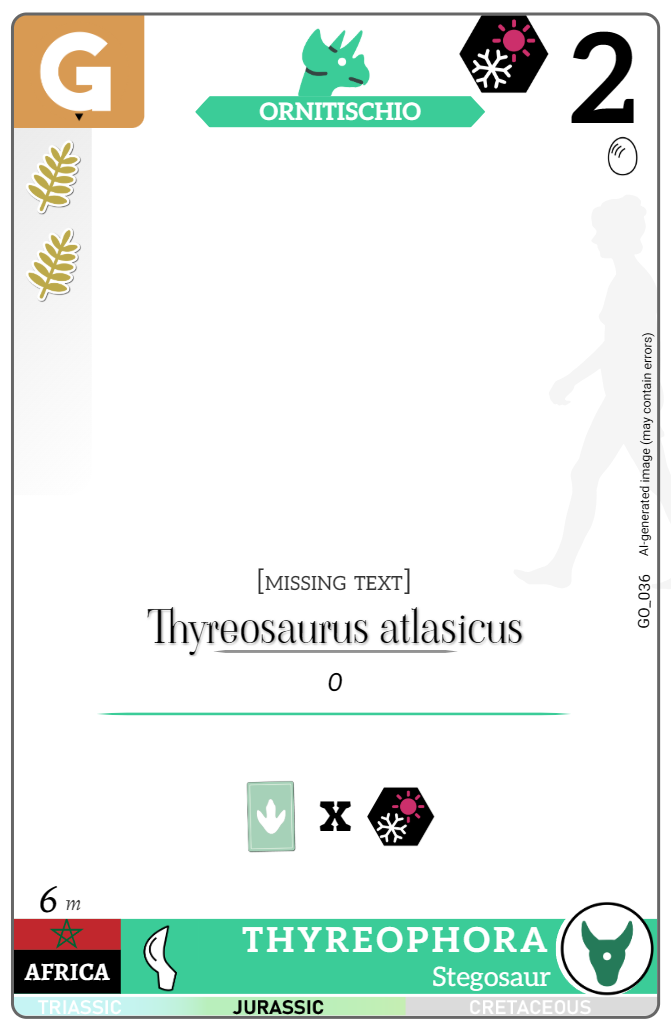 G
ORNITISCHIO
2
AI-generated image (may contain errors)
GO_036
[MISSING TEXT]
Thyreosaurus atlasicus
0
x
6 m
AFRICA
THYREOPHORA
Stegosaur
TRIASSIC
JURASSIC
CRETACEOUS